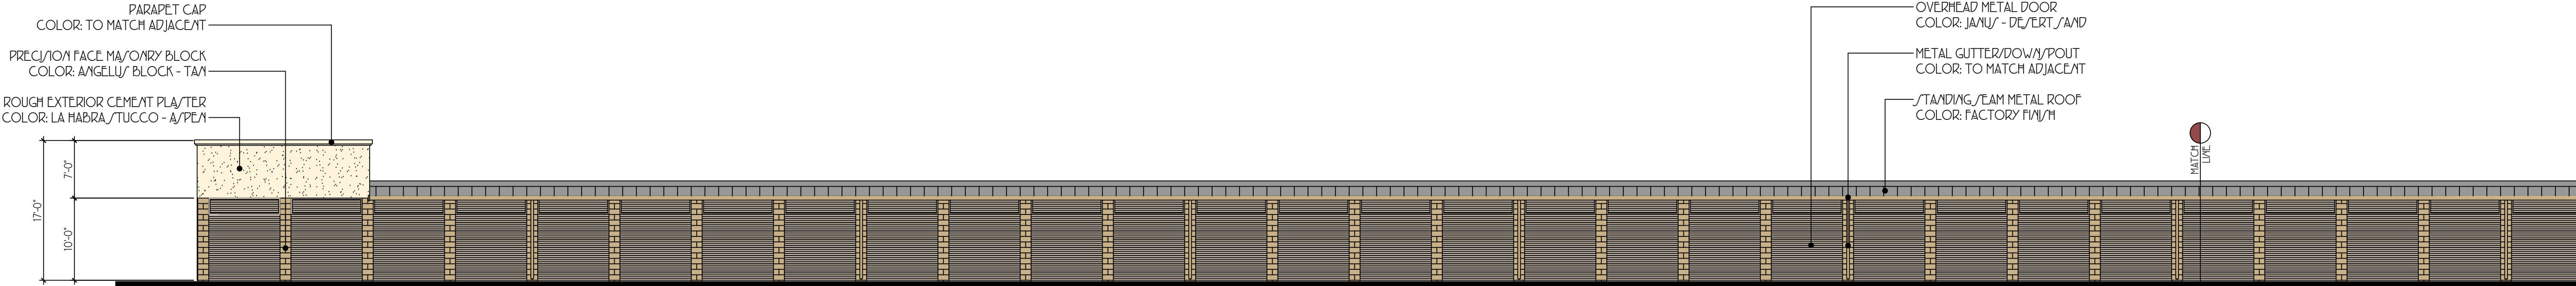 PARAPET CAP
COLOR: TO MATCH ADJACENT
PRECISION FACE MASONRY BLOCK
COLOR: ANGELUS BLOCK - TAN
ROUGH EXTERIOR CEMENT PLASTER
COLOR: LA HABRA STUCCO - ASPEN
17'-0"
7'-0"
10'-0"
OVERHEAD METAL DOOR
COLOR: JANUS - DESERT SAND
METAL GUTTER/DOWNSPOUT
COLOR: TO MATCH ADJACENT
STANDING SEAM METAL ROOF
COLOR: FACTORY FINISH
MATCH
LINE